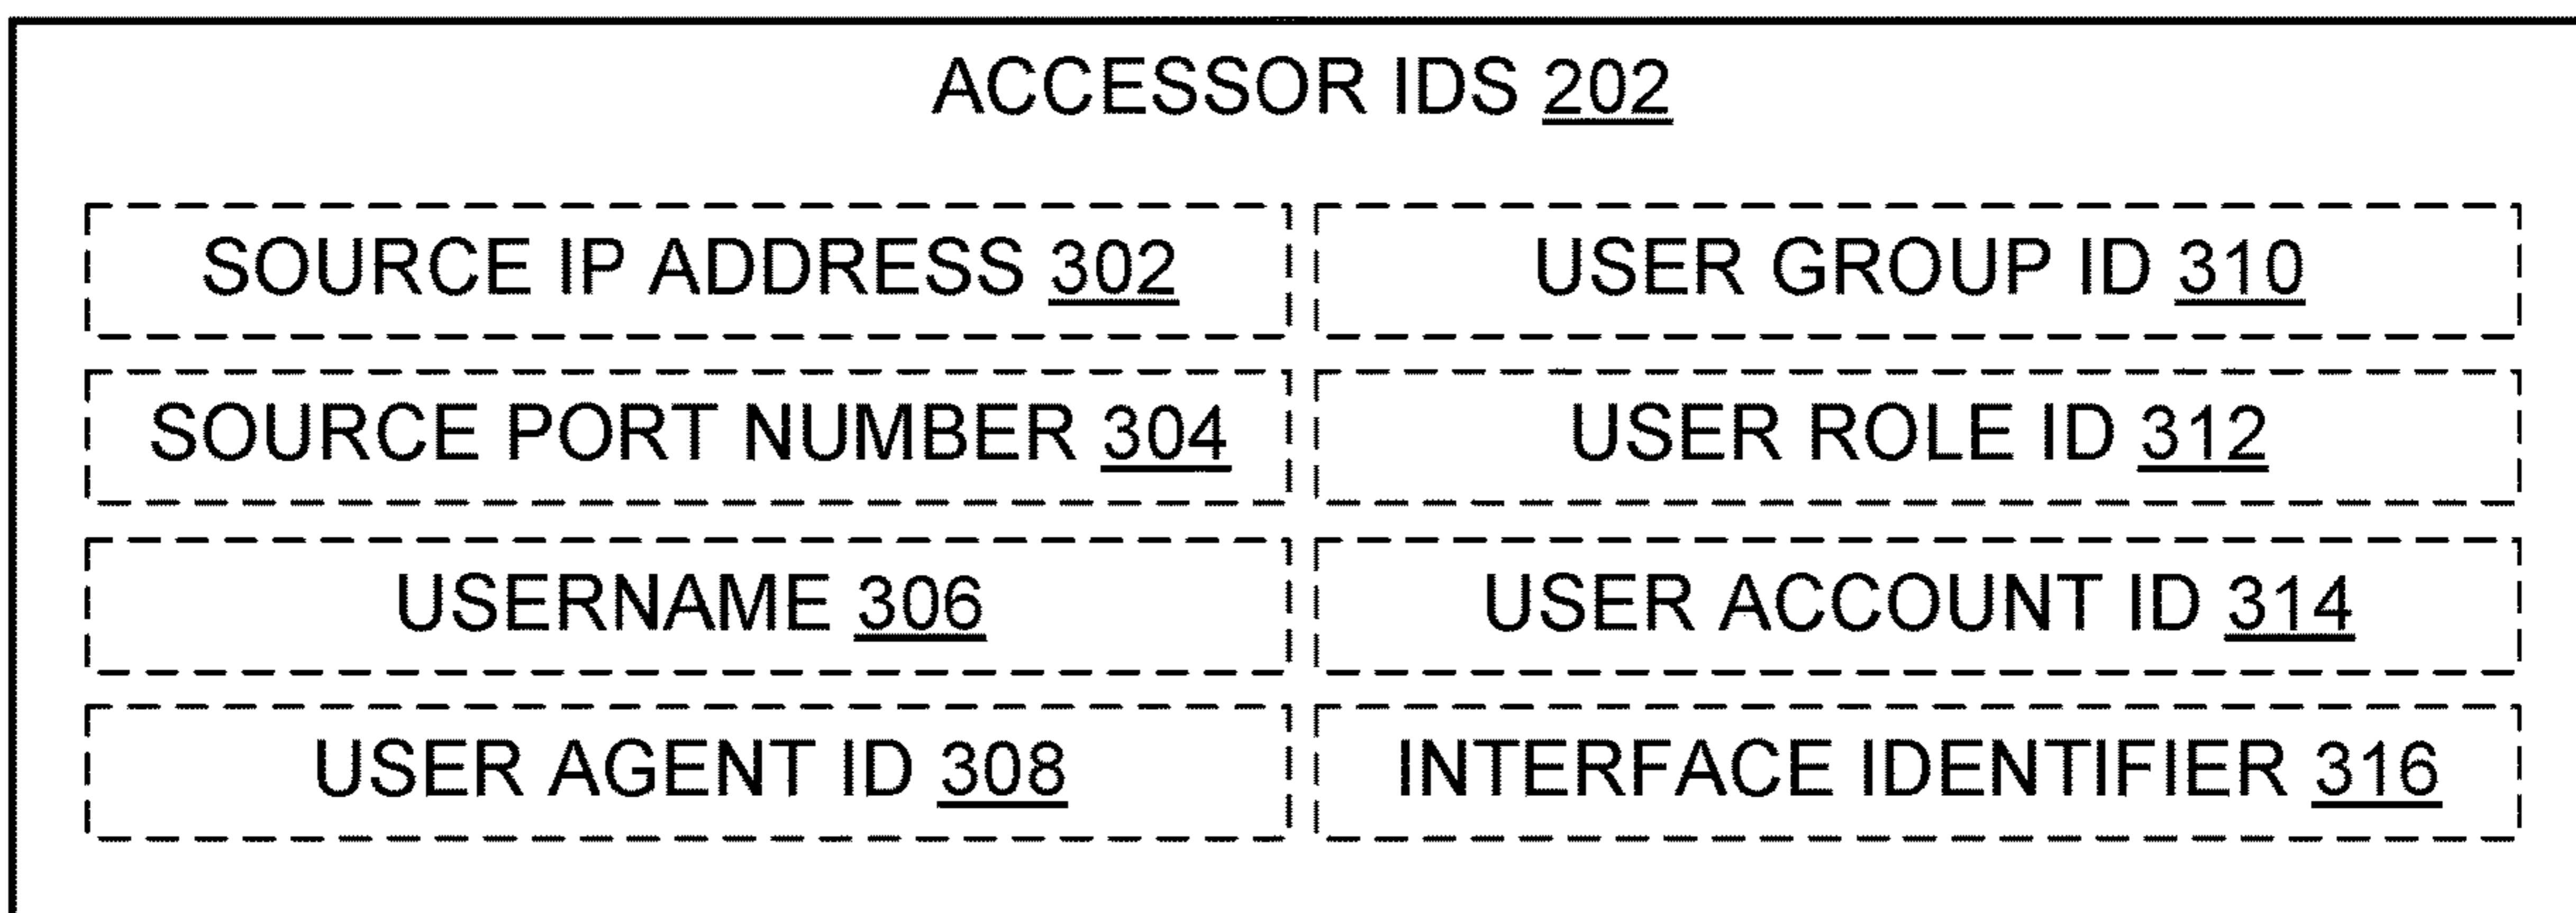 ACCESSOR IDS 202
SOURCE IP ADDRESS 302
USER GROUP ID 310
SOURCE PORT NUMBER 304
USER ROLE ID 312
USERNAME 306
USER ACCOUNT ID 314
USER AGENT ID 308
INTERFACE IDENTIFIER 316